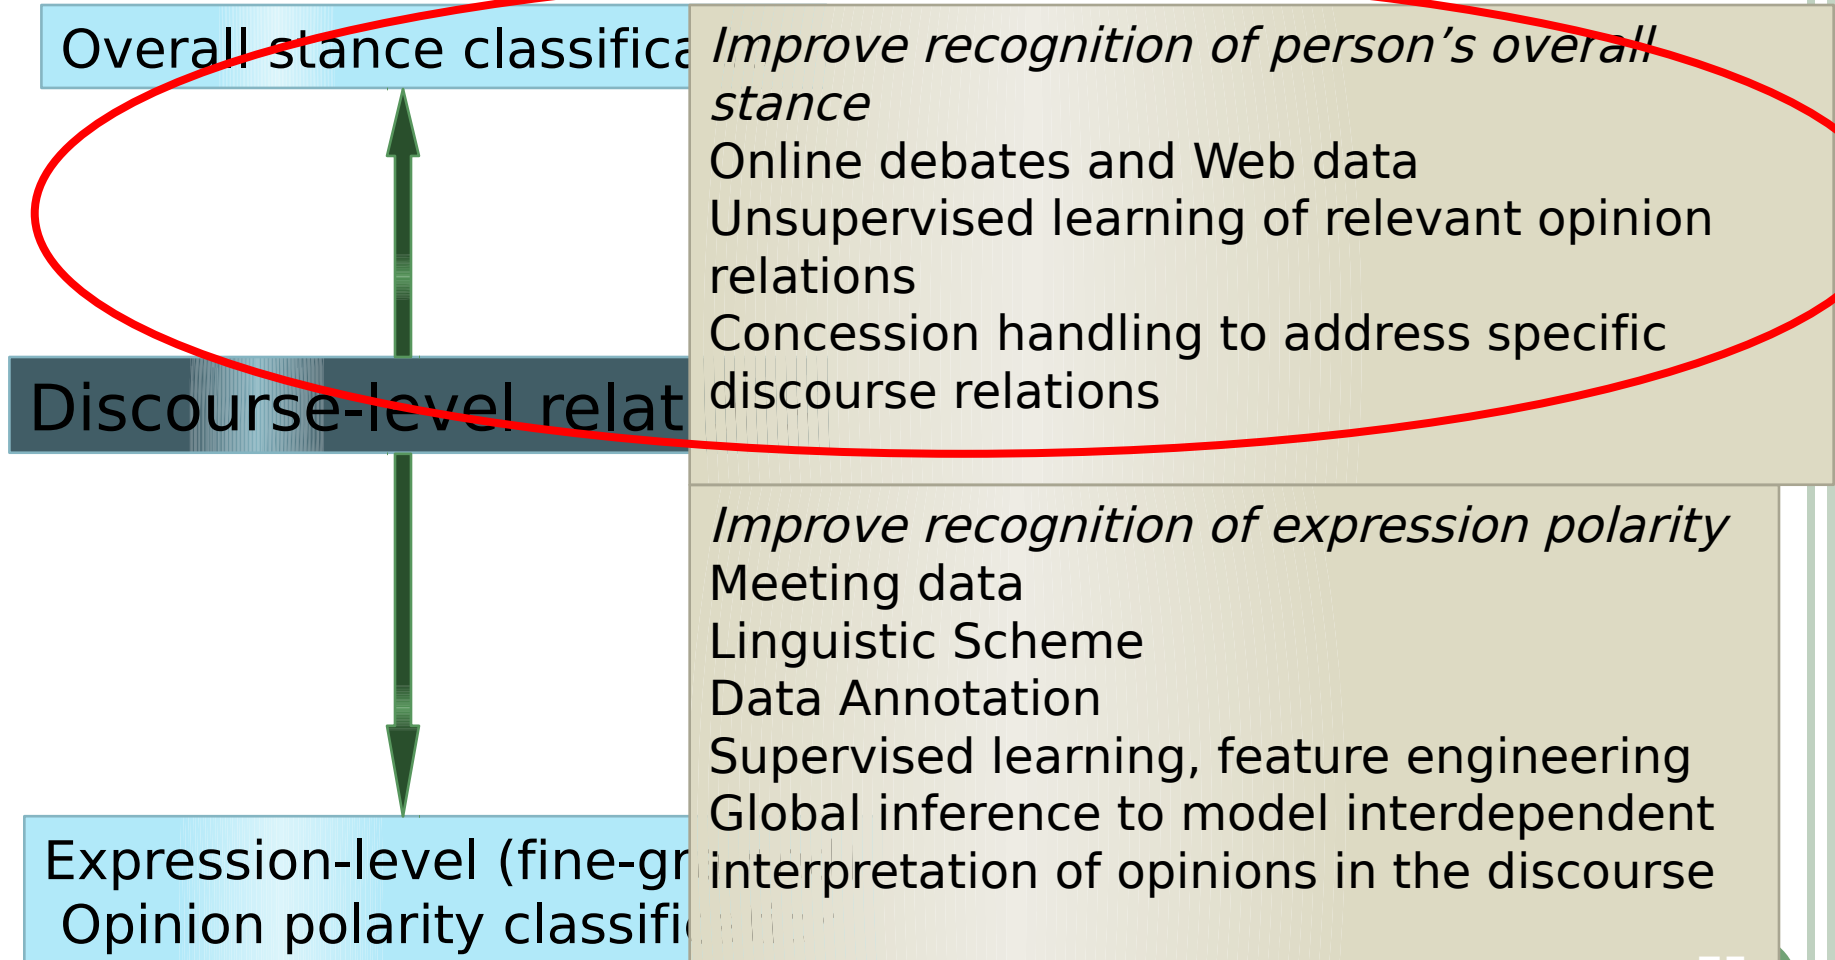 Overall stance classifica
Improve recognition of person’s overall
stance
Online debates and Web data
Unsupervised learning of relevant opinion
relations
Concession handling to address specific
discourse relations
Discourse-level relat
Improve recognition of expression polarity
Meeting data
Linguistic Scheme
Data Annotation
Supervised learning, feature engineering
Global inference to model interdependent
interpretation of opinions in the discourse
Expression-level (fine-gr
Opinion polarity classifi